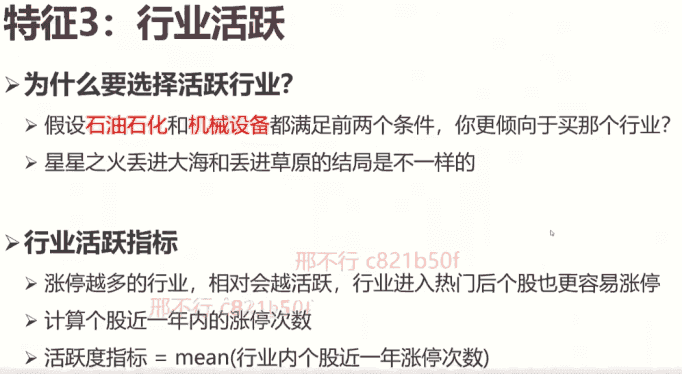 特征3：行业活跃
➢为什么要选择活跃行业？
➢假设石油石化和机械设备都满足前两个条件，你更倾向于买那个行业？
➢星星之火丢进大海和丢进草原的结局是不一样的
➢行业活跃指标
邢不行 c821b50f
➢涨停越多的行业，相对会越活跃，行业进入热门后个股也更容易涨停
邢不行 c821b50f
➢计算个股近一年内的涨停次数
➢活跃度指标 = mean(行业内个股近一年涨停次数)